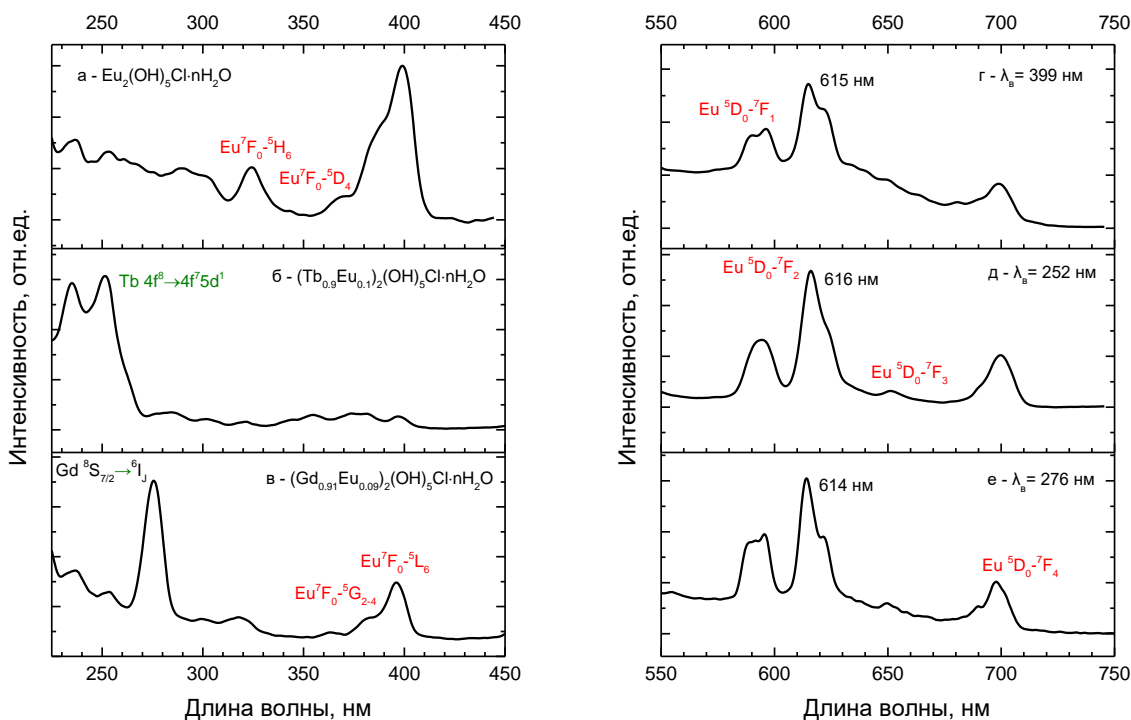 250 300 350 400 450
а - Eu₂(OH)₅Cl·nH₂O
Eu⁷F₀-⁵H₆
Eu⁷F₀-⁵D₄
Tb 4f⁸→4f⁷5d¹
б - (Tb₀.₉Eu₀.₁)₂(OH)₅Cl·nH₂O
Gd ⁸S₇/₂→⁶I_J
в - (Gd₀.₉₁Eu₀.₀₉)₂(OH)₅Cl·nH₂O
Eu⁷F₀-⁵L₆
Eu⁷F₀-⁵G₂₋₄
250 300 350 400 450
Длина волны, нм
Интенсивность, отн.ед.
550 600 650 700 750
615 нм
г - λ_в= 399 нм
Eu ⁵D₀-⁷F₁
Eu ⁵D₀-⁷F₂
616 нм
д - λ_в= 252 нм
Eu ⁵D₀-⁷F₃
614 нм
е - λ_в= 276 нм
Eu ⁵D₀-⁷F₄
550 600 650 700 750
Длина волны, нм
Интенсивность, отн.ед.